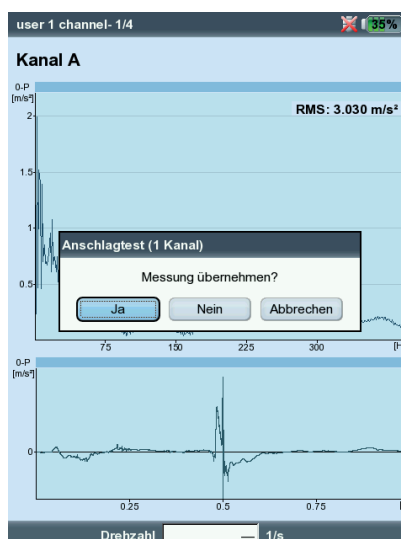 user 1 channel- 1/4
35%
Kanal A
0-P
[m/s²]
RMS: 3.030 m/s²
2
1.5
1
0.5
Anschlagtest (1 Kanal)
Messung übernehmen?
Ja Nein Abbrechen
75 150 225 300 [H
0-P
[m/s²]
0
0.25 0.5 0.75
Drehzahl — 1/s